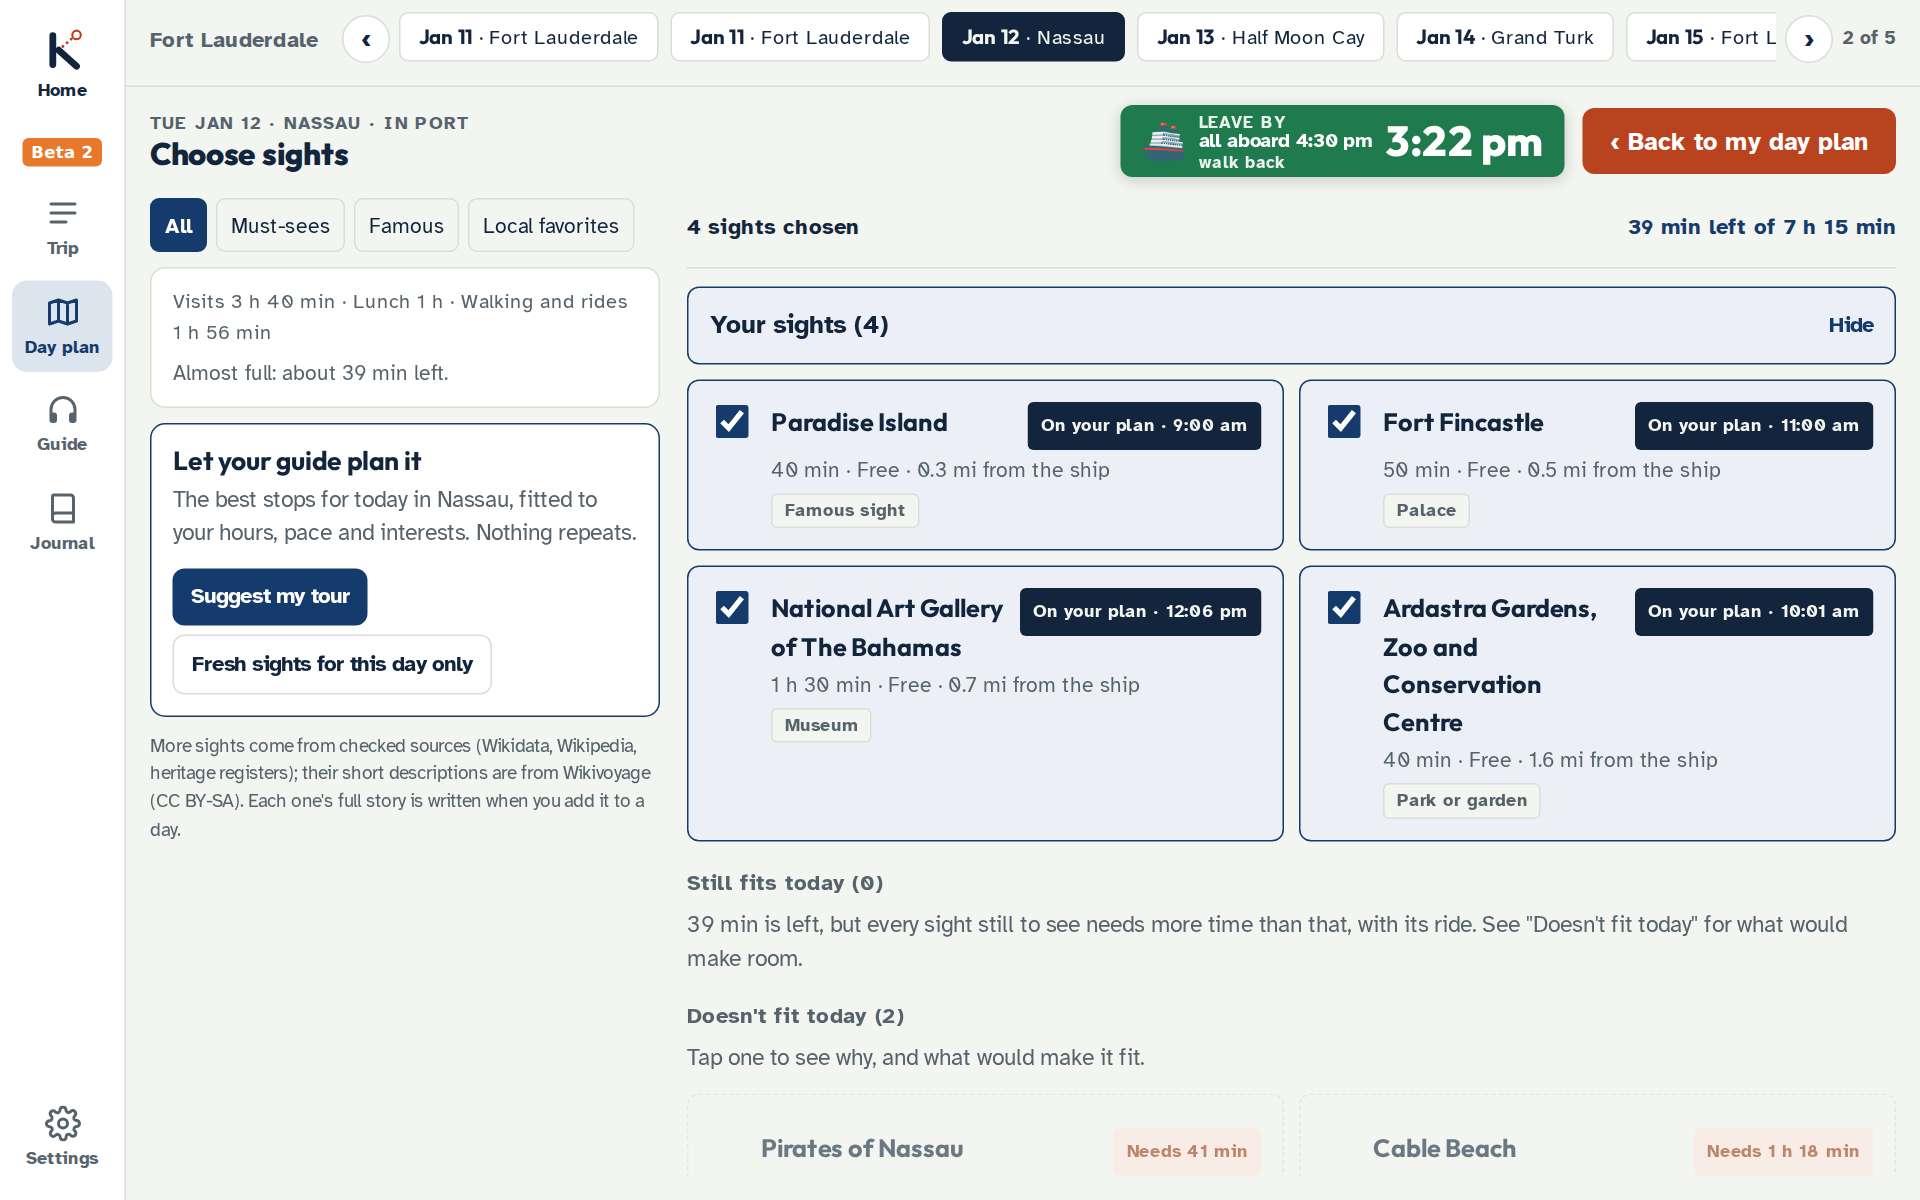 Home
Beta 2
Trip
Day plan
Guide
Journal
Settings
Fort Lauderdale
‹
Jan 11 · Fort Lauderdale
Jan 11 · Fort Lauderdale
Jan 12 · Nassau
Jan 13 · Half Moon Cay
Jan 14 · Grand Turk
Jan 15 · Fort L
›
2 of 5
TUE JAN 12 · NASSAU · IN PORT
Choose sights
LEAVE BY
all aboard 4:30 pm
walk back
3:22 pm
‹ Back to my day plan
All
Must-sees
Famous
Local favorites
Visits 3 h 40 min · Lunch 1 h · Walking and rides
1 h 56 min
Almost full: about 39 min left.
Let your guide plan it
The best stops for today in Nassau, fitted to
your hours, pace and interests. Nothing repeats.
Suggest my tour
Fresh sights for this day only
More sights come from checked sources (Wikidata, Wikipedia,
heritage registers); their short descriptions are from Wikivoyage
(CC BY-SA). Each one's full story is written when you add it to a
day.
4 sights chosen
39 min left of 7 h 15 min
Your sights (4)
Hide
Paradise Island
On your plan · 9:00 am
40 min · Free · 0.3 mi from the ship
Famous sight
Fort Fincastle
On your plan · 11:00 am
50 min · Free · 0.5 mi from the ship
Palace
National Art Gallery
of The Bahamas
On your plan · 12:06 pm
1 h 30 min · Free · 0.7 mi from the ship
Museum
Ardastra Gardens,
Zoo and
Conservation
Centre
On your plan · 10:01 am
40 min · Free · 1.6 mi from the ship
Park or garden
Still fits today (0)
39 min is left, but every sight still to see needs more time than that, with its ride. See "Doesn't fit today" for what would
make room.
Doesn't fit today (2)
Tap one to see why, and what would make it fit.
Pirates of Nassau
Needs 41 min
Cable Beach
Needs 1 h 18 min